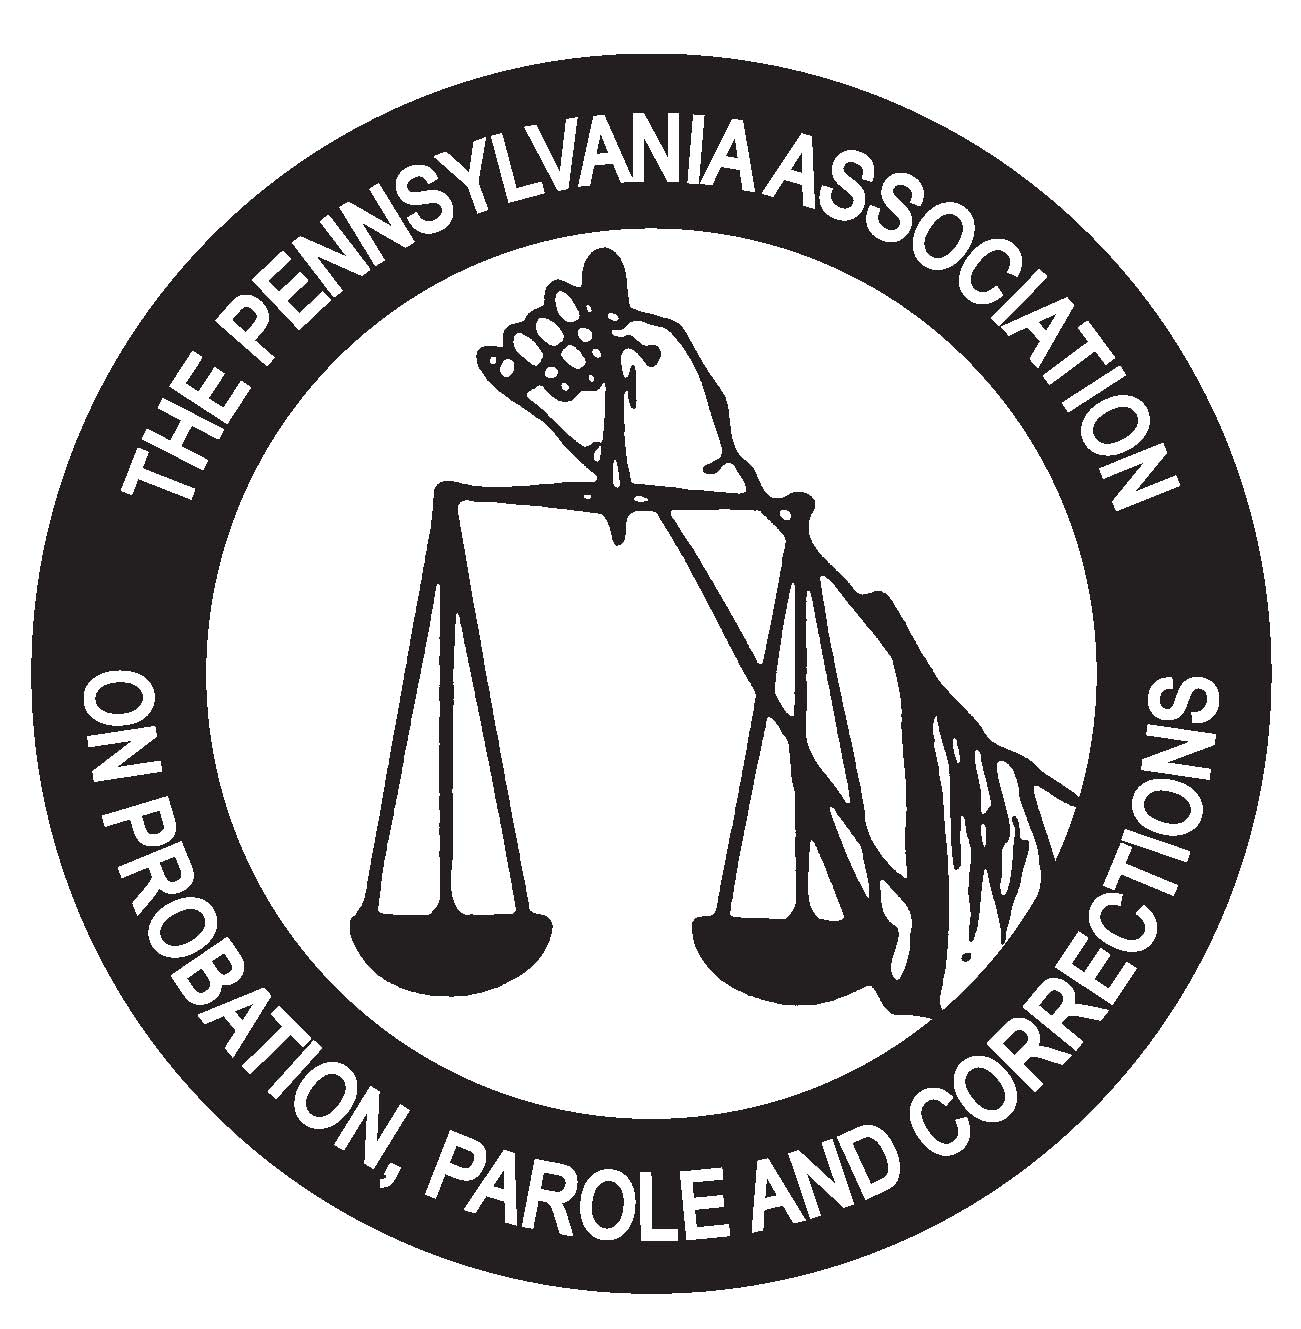 THE PENNSYLVANIA ASSOCIATION
ON PROBATION, PAROLE AND CORRECTIONS